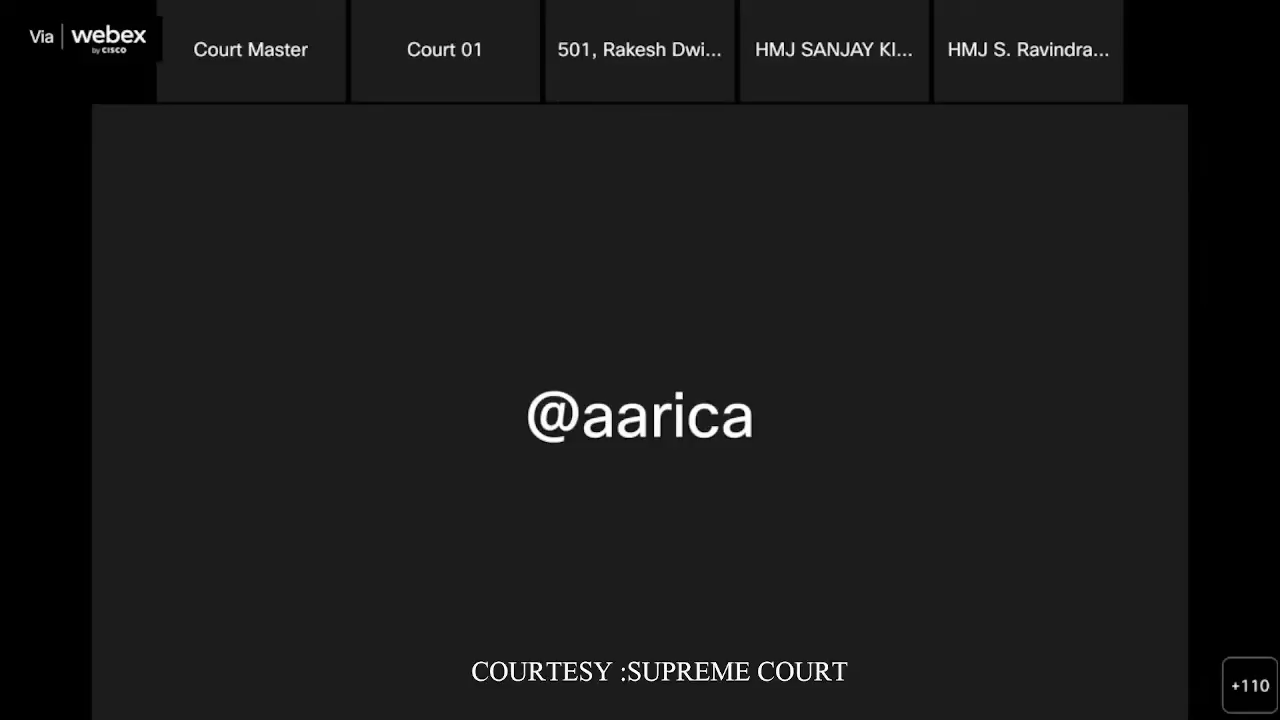 Via | webex
by CISCO
Court Master
Court 01
501, Rakesh Dwi...
HMJ SANJAY KI...
HMJ S. Ravindra...
@aarica
COURTESY :SUPREME COURT
+110